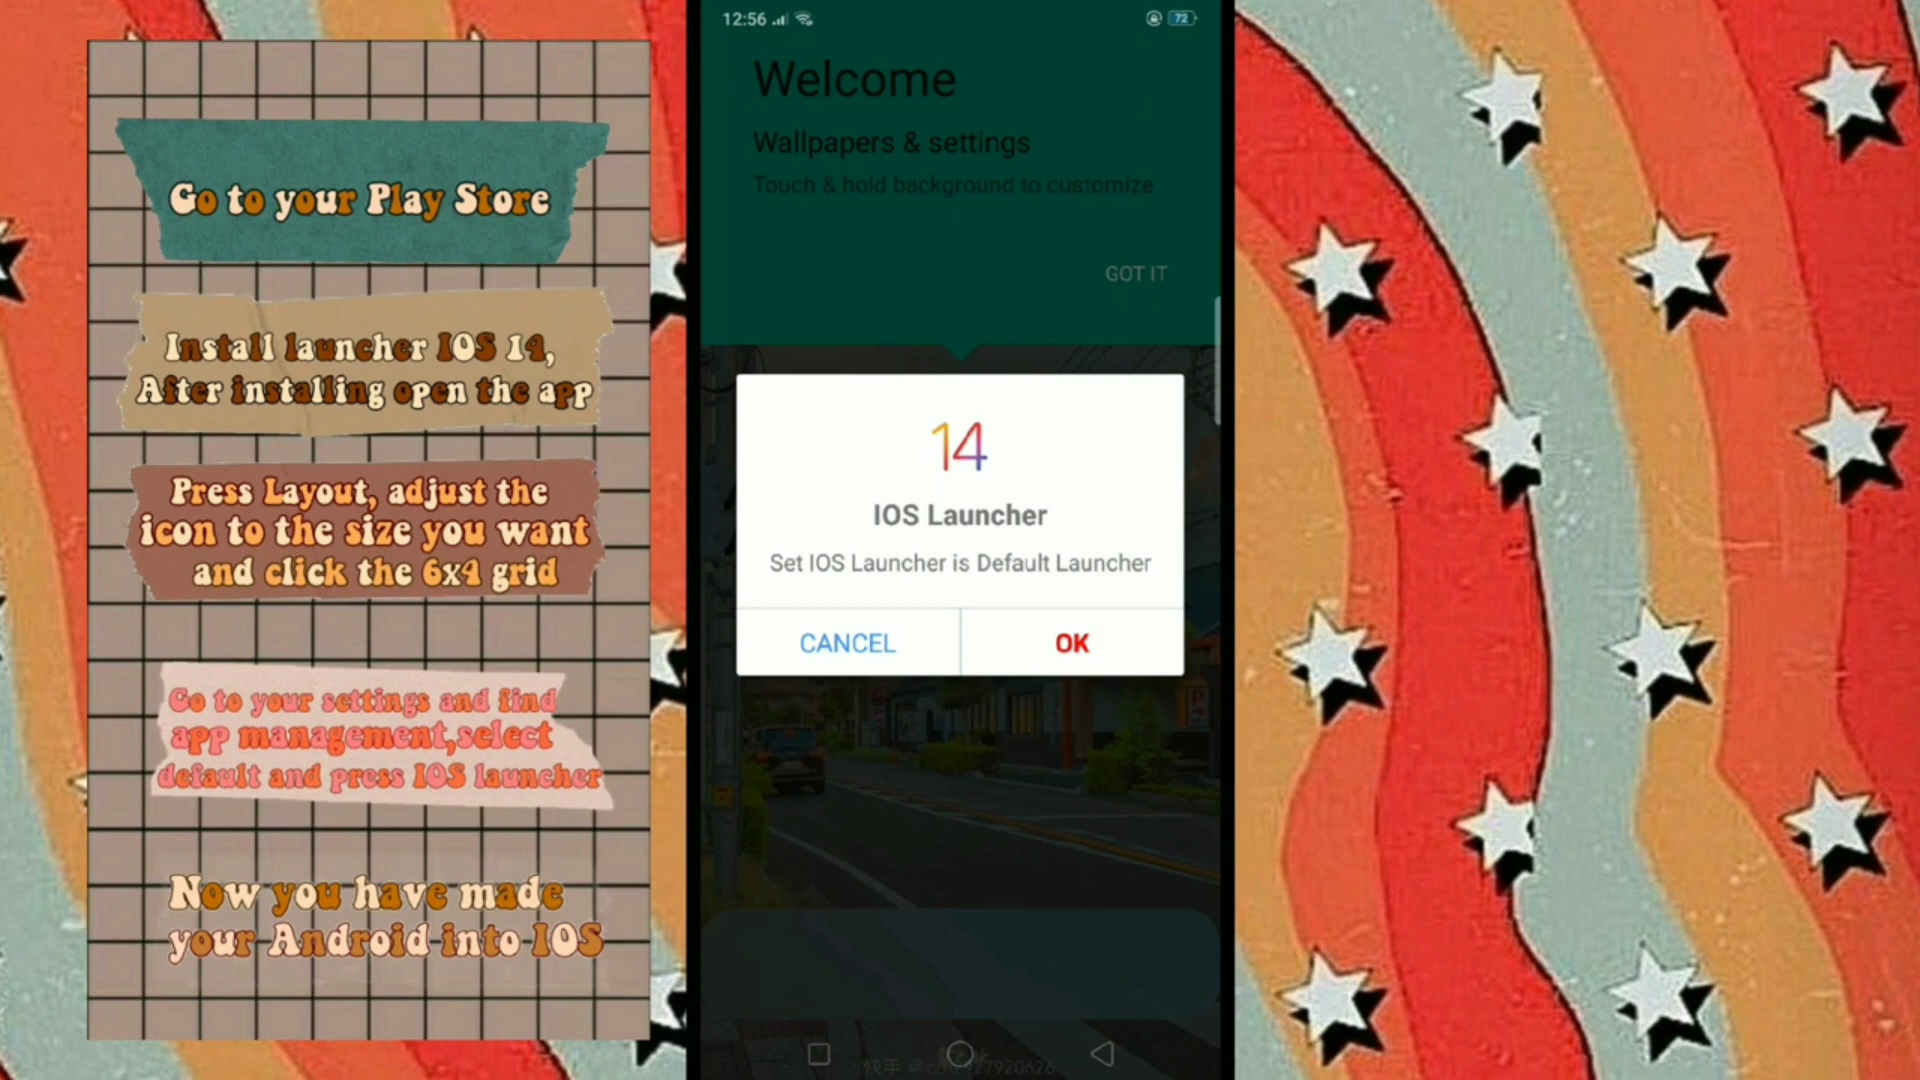 Go to your Play Store
Install launcher IOS 14,
After installing open the app
Press Layout, adjust the
icon to the size you want
and click the 6x4 grid
Go to your settings and find
app management,select
default and press IOS launcher
Now you have made
your Android into IOS
12:56
72
Welcome
Wallpapers & settings
Touch & hold background to customize
GOT IT
14
IOS Launcher
Set IOS Launcher is Default Launcher
CANCEL
OK
P
快手